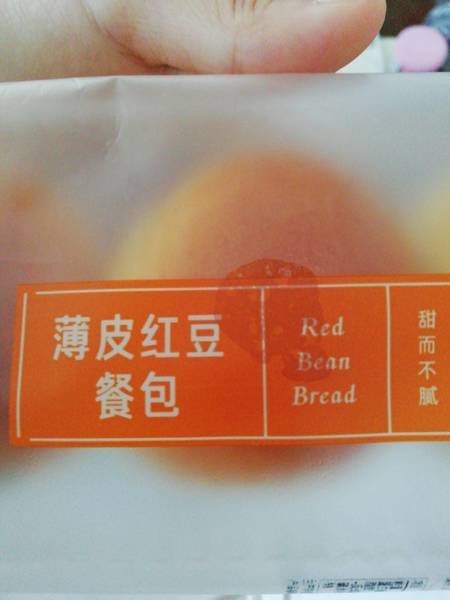 薄皮红豆
餐包
Red
Bean
Bread
甜而不腻